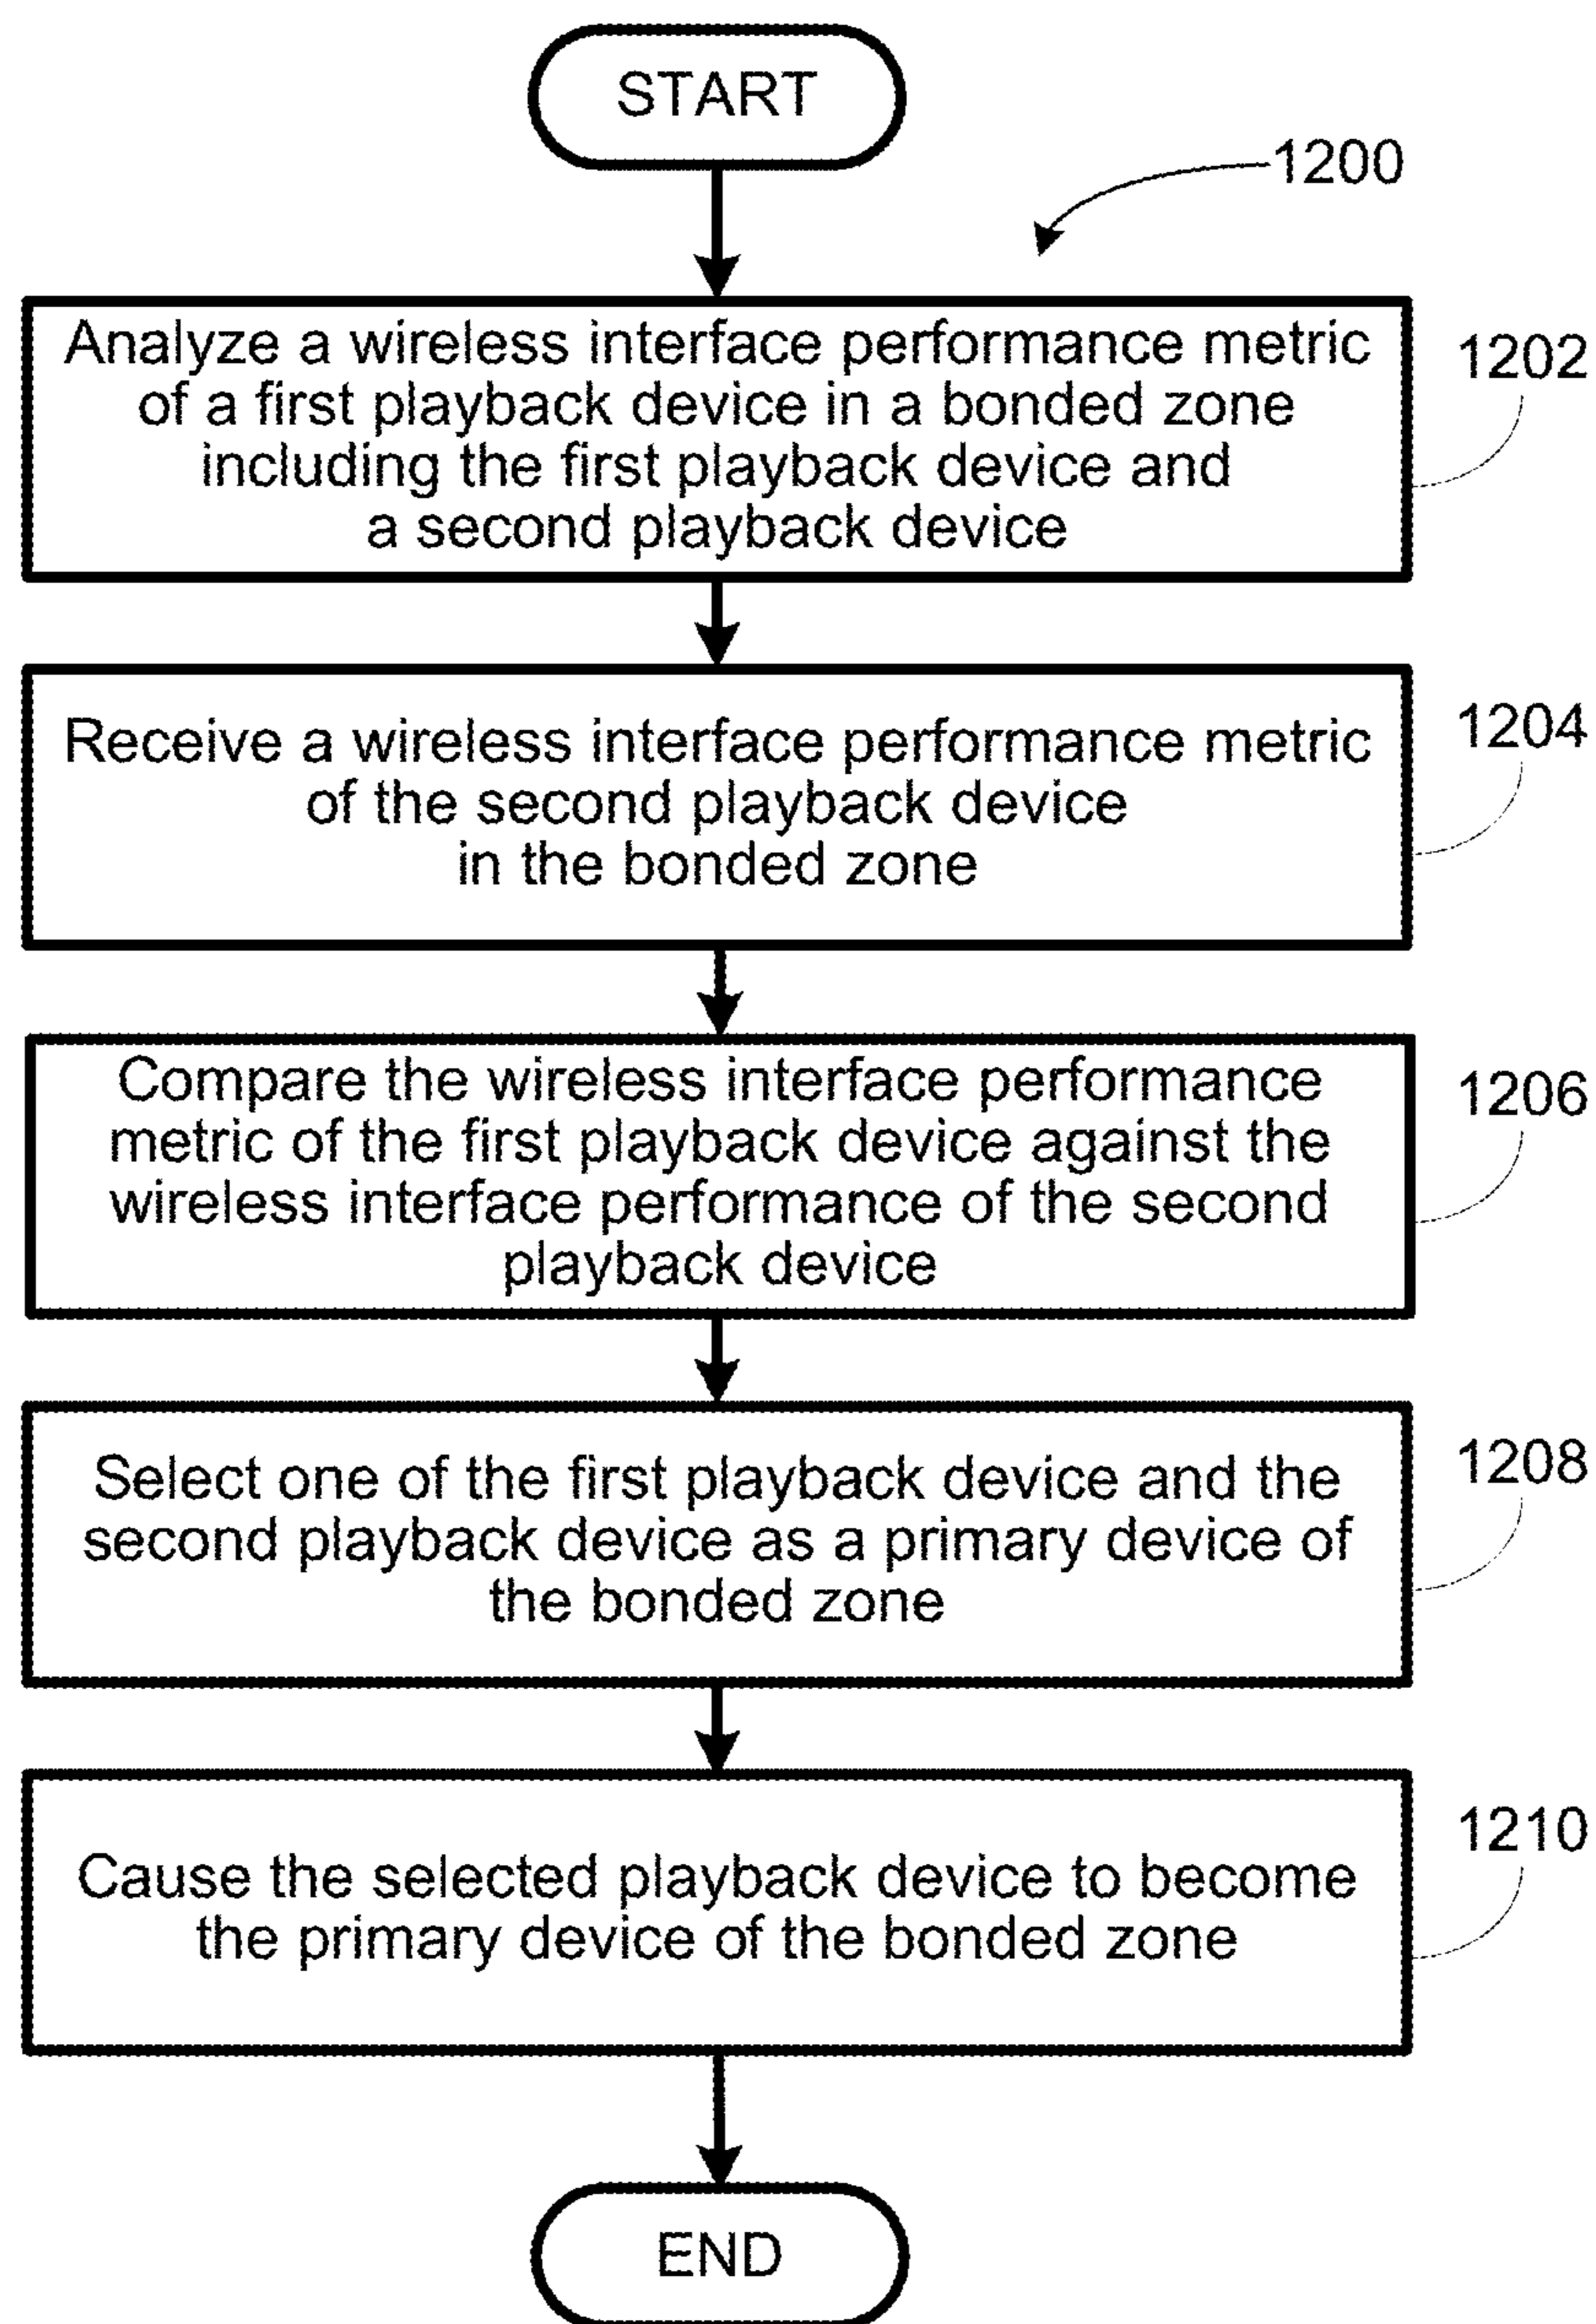 START
1200
Analyze a wireless interface performance metric
of a first playback device in a bonded zone
including the first playback device and
a second playback device
1202
Receive a wireless interface performance metric
of the second playback device
in the bonded zone
1204
Compare the wireless interface performance
metric of the first playback device against the
wireless interface performance of the second
playback device
1206
Select one of the first playback device and the
second playback device as a primary device of
the bonded zone
1208
Cause the selected playback device to become
the primary device of the bonded zone
1210
END